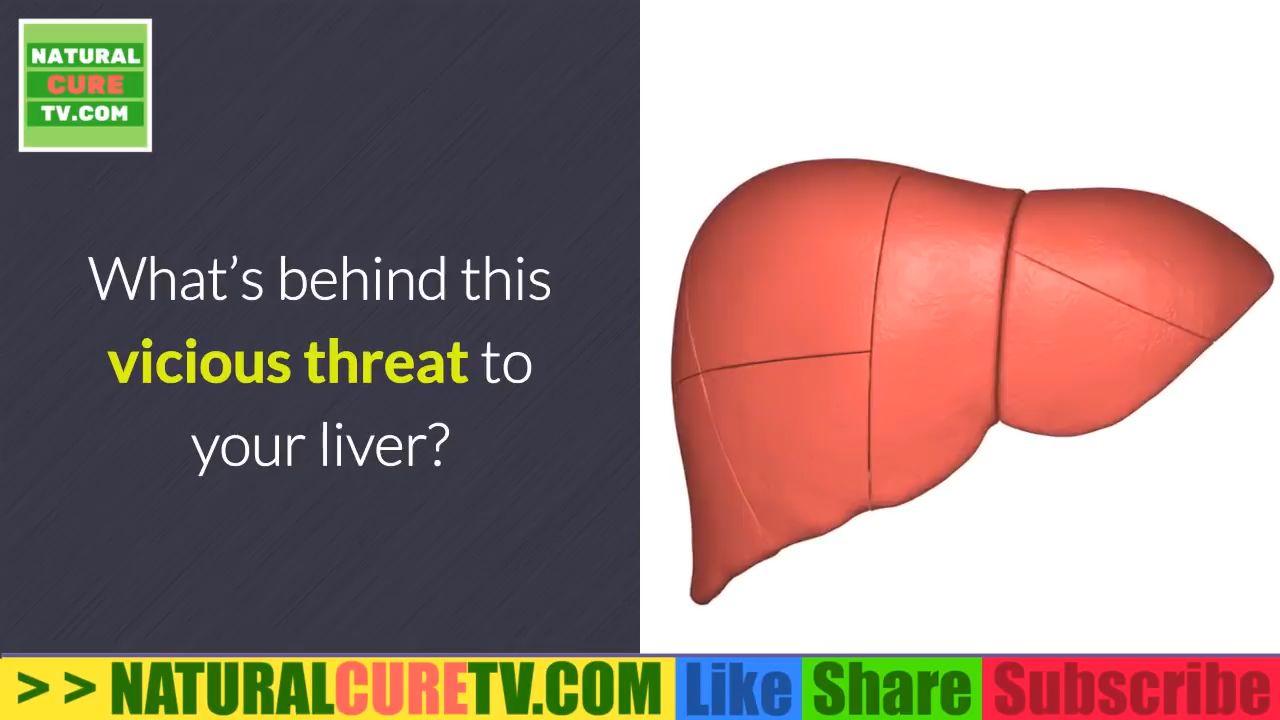 NATURAL
CURE
TV.COM
What’s behind this
vicious threat to
your liver?
> > NATURALCURETV.COM Like Share Subscribe